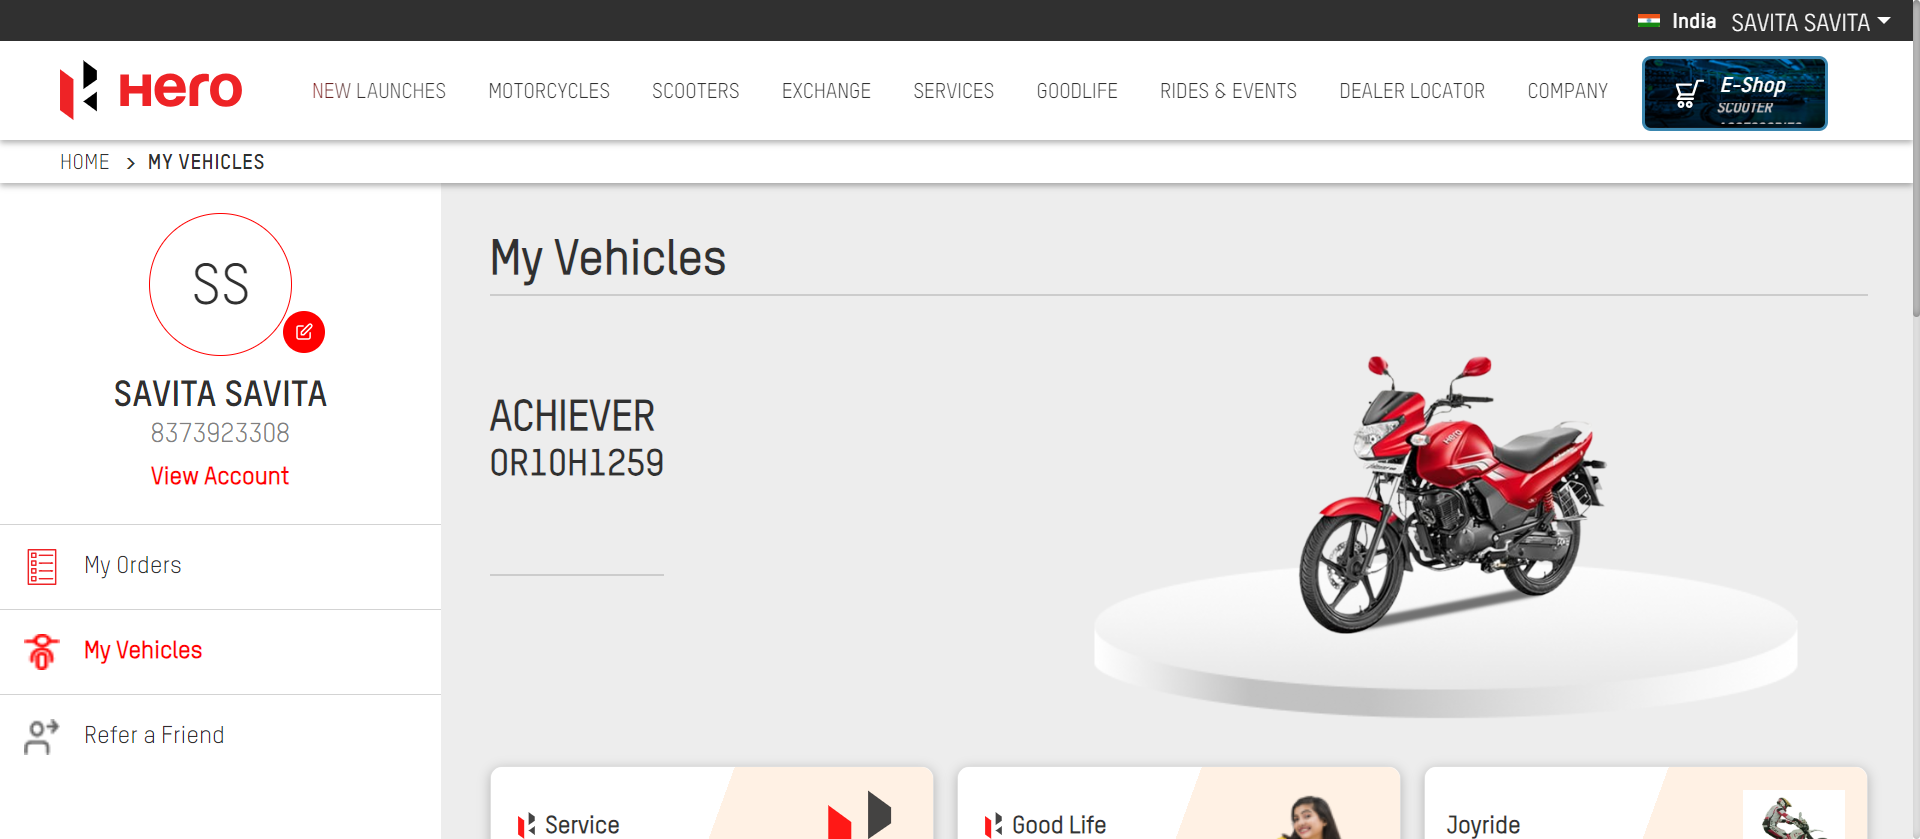 India SAVITA SAVITA
Hero
NEW LAUNCHES MOTORCYCLES SCOOTERS EXCHANGE SERVICES GOODLIFE RIDES & EVENTS DEALER LOCATOR COMPANY
E-Shop
SCOOTER
HOME > MY VEHICLES
SS
SAVITA SAVITA
8373923308
View Account
My Orders
My Vehicles
Refer a Friend
My Vehicles
ACHIEVER
OR10H1259
Hero
Service
Good Life
Joyride